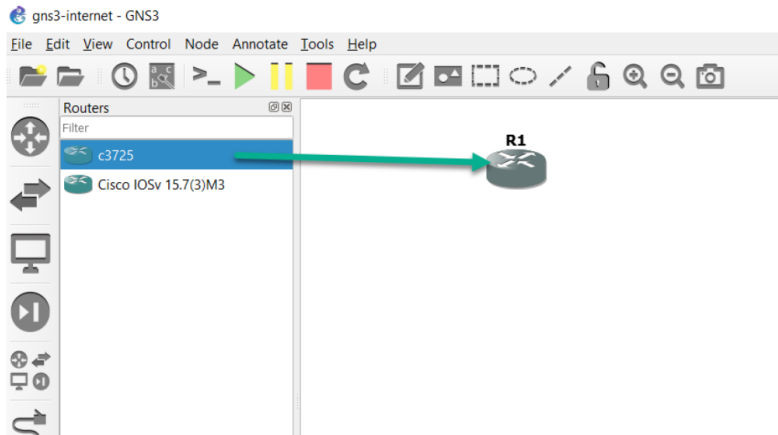 gns3-internet - GNS3
File Edit View Control Node Annotate Tools Help
Routers
Filter
c3725
Cisco IOSv 15.7(3)M3
R1